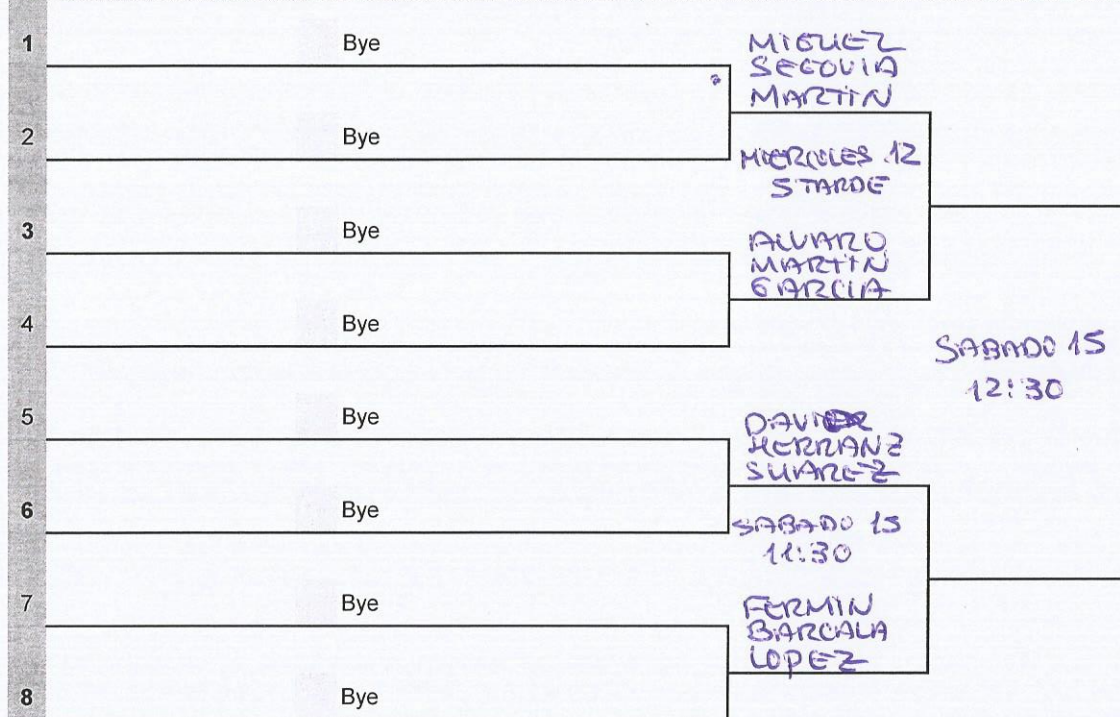 1 Bye
MIGUEZ
SEGOVIA
MARTIN
2 Bye
MIERCOLES 12
5 TARDE
3 Bye
ALVARO
MARTIN
GARCIA
4 Bye
SABADO 15
12:30
5 Bye
DAVID
HERRANZ
SUAREZ
6 Bye
SABADO 15
11:30
7 Bye
FERMIN
BARCALA
LOPEZ
8 Bye